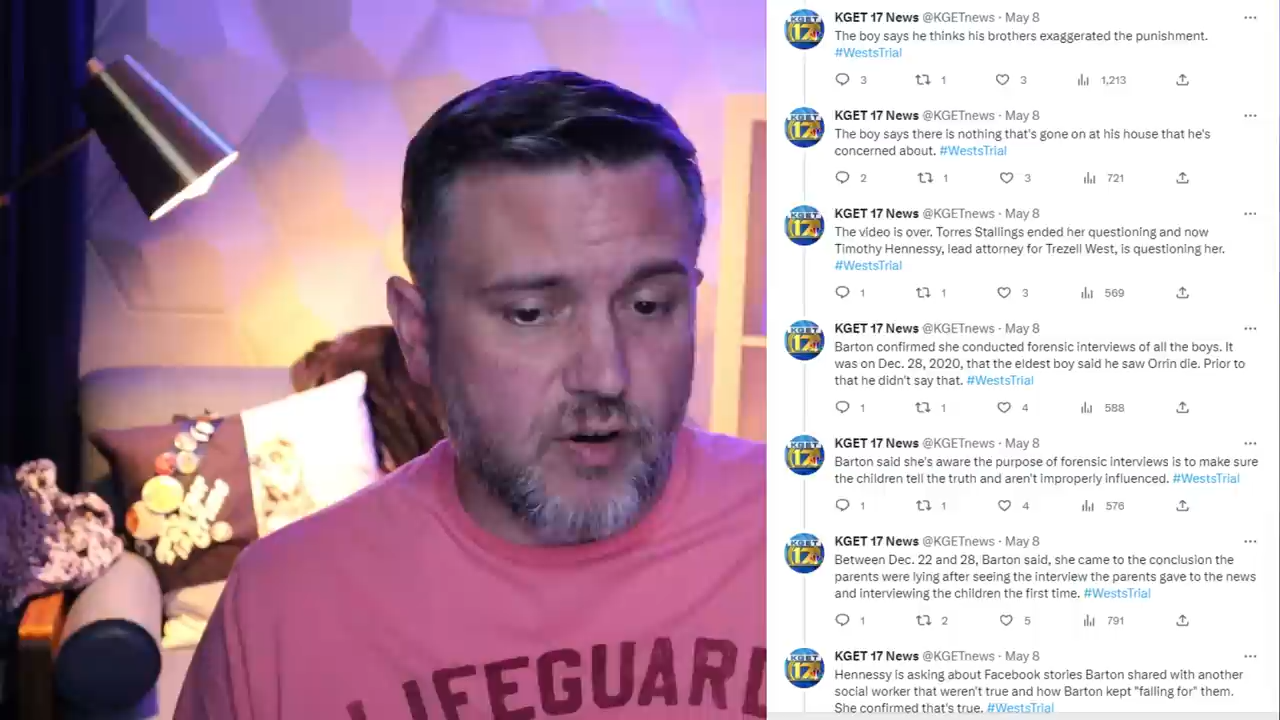 KGET 17 News @KGETnews · May 8
The boy says he thinks his brothers exaggerated the punishment.
#WestsTrial
3 1 3 1,213
KGET 17 News @KGETnews · May 8
The boy says there is nothing that's gone on at his house that he's
concerned about. #WestsTrial
2 1 3 721
KGET 17 News @KGETnews · May 8
The video is over. Torres Stallings ended her questioning and now
Timothy Hennessy, lead attorney for Trezell West, is questioning her.
#WestsTrial
1 1 3 569
KGET 17 News @KGETnews · May 8
Barton confirmed she conducted forensic interviews of all the boys. It
was on Dec. 28, 2020, that the eldest boy said he saw Orrin die. Prior to
that he didn't say that. #WestsTrial
1 1 4 588
KGET 17 News @KGETnews · May 8
Barton said she's aware the purpose of forensic interviews is to make sure
the children tell the truth and aren't improperly influenced. #WestsTrial
1 1 4 576
KGET 17 News @KGETnews · May 8
Between Dec. 22 and 28, Barton said, she came to the conclusion the
parents were lying after seeing the interview the parents gave to the news
and interviewing the children the first time. #WestsTrial
1 2 5 791
KGET 17 News @KGETnews · May 8
Hennessy is asking about Facebook stories Barton shared with another
social worker that weren't true and how Barton kept "falling for" them.
She confirmed that's true. #WestsTrial
LIFEGUARD